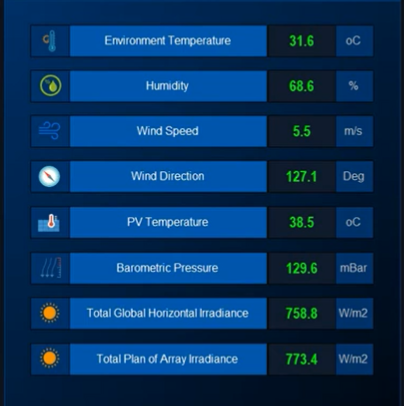 Environment Temperature 31.6 oC
Humidity 68.6 %
Wind Speed 5.5 m/s
Wind Direction 127.1 Deg
PV Temperature 38.5 oC
Barometric Pressure 129.6 mBar
Total Global Horizontal Irradiance 758.8 W/m2
Total Plan of Array Irradiance 773.4 W/m2